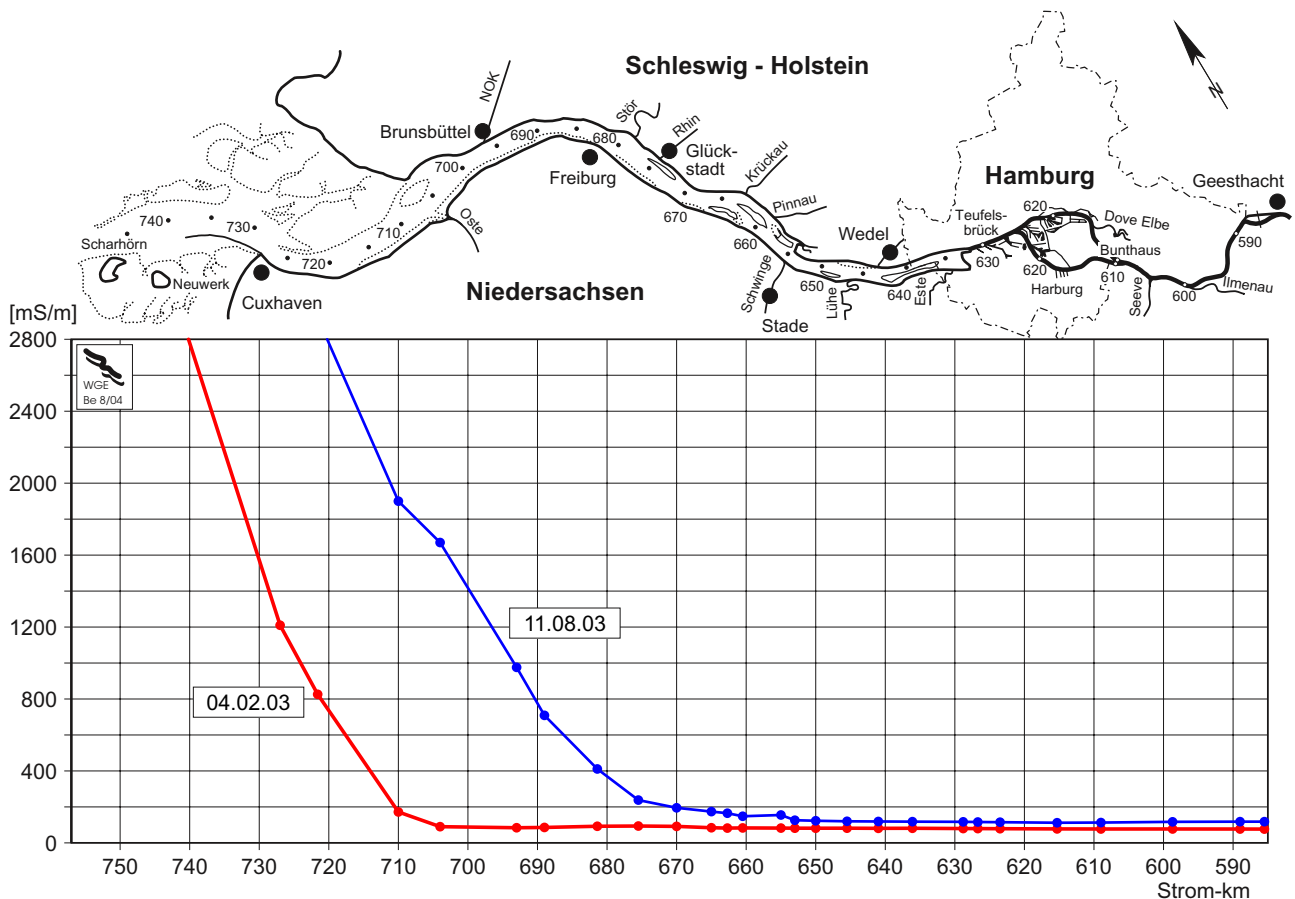 Schleswig - Holstein
N
NOK
Stör
Brunsbüttel
690
680
Rhin
Glück-
stadt
Krückau
Hamburg
Geesthacht
700
Freiburg
Pinnau
620
Teufels-
brück
Dove Elbe
740
730
710
Oste
670
660
Wedel
Bunthaus
590
Scharhörn
Neuwerk
720
630
620
610
Cuxhaven
Niedersachsen
Schwinge
650
Lühe
640
Este
Harburg
Seeve
600
Ilmenau
Stade
[mS/m]
2800
2400
2000
1600
1200
800
400
0
WGE
Be 8/04
11.08.03
04.02.03
750 740 730 720 710 700 690 680 670 660 650 640 630 620 610 600 590
Strom-km